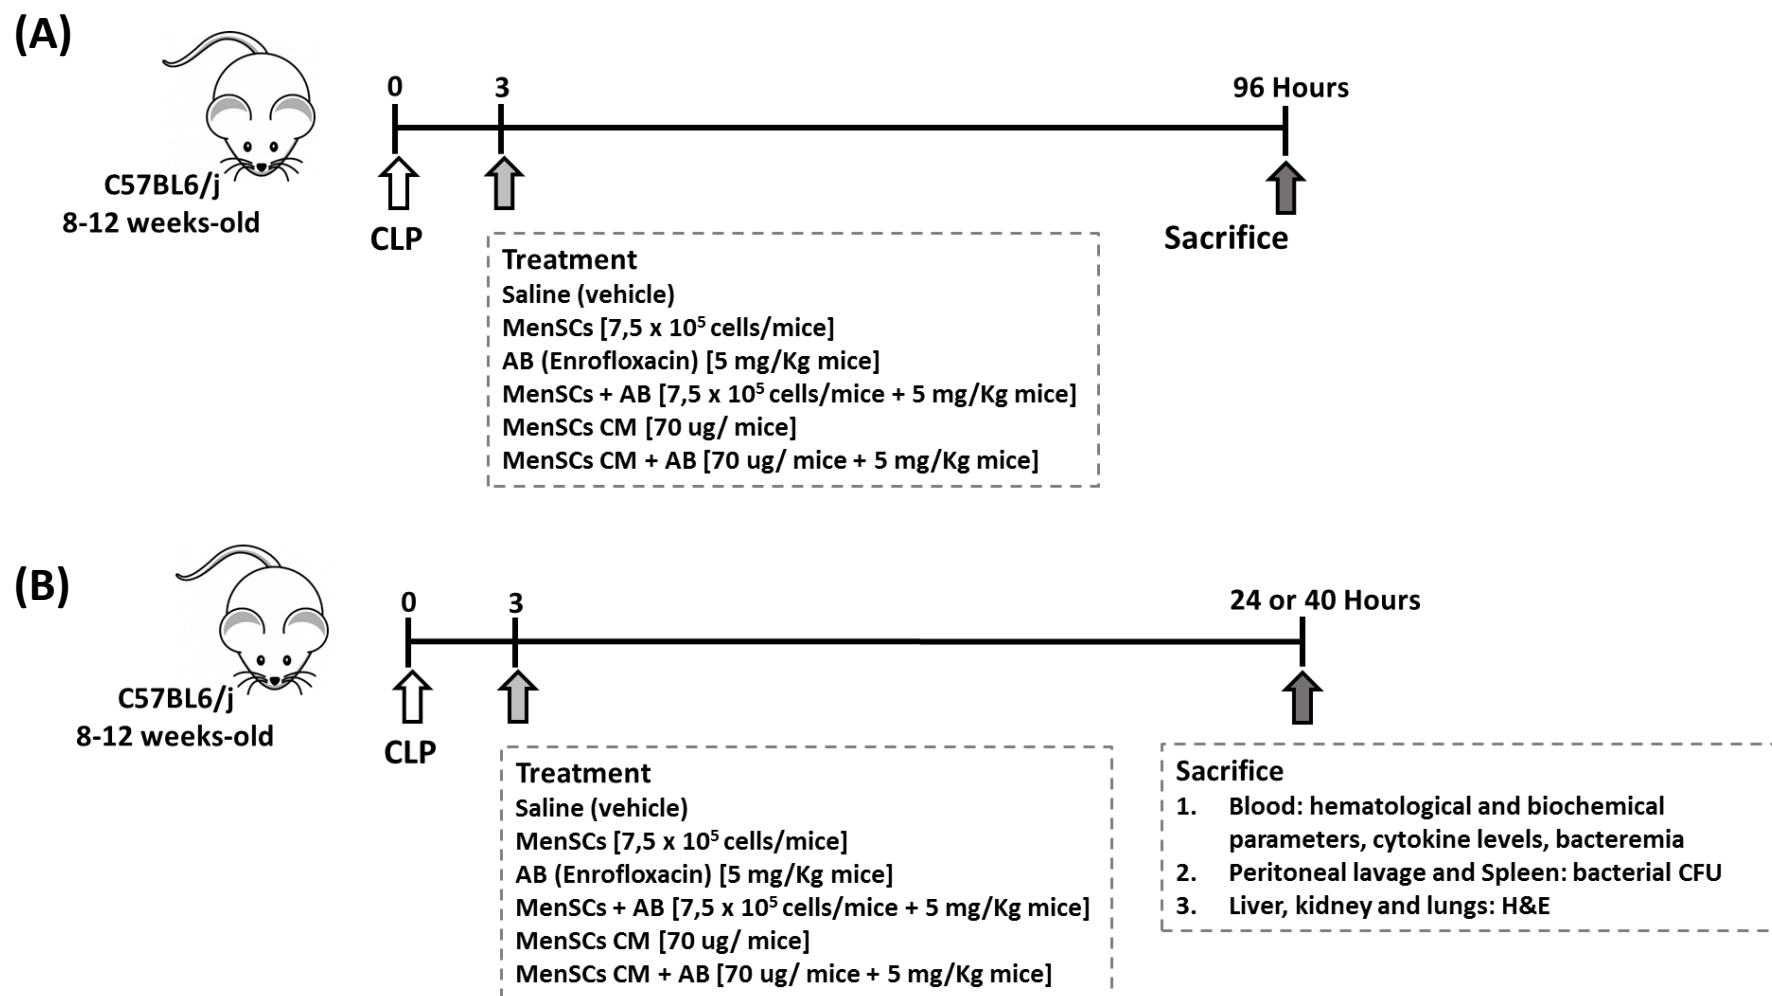 (A)
0
3
96 Hours
C57BL6/j
8-12 weeks-old
CLP
Sacrifice
Treatment
Saline (vehicle)
MenSCs [7,5 x 10⁵ cells/mice]
AB (Enrofloxacin) [5 mg/Kg mice]
MenSCs + AB [7,5 x 10⁵ cells/mice + 5 mg/Kg mice]
MenSCs CM [70 ug/ mice]
MenSCs CM + AB [70 ug/ mice + 5 mg/Kg mice]
(B)
0
3
24 or 40 Hours
C57BL6/j
8-12 weeks-old
CLP
Treatment
Saline (vehicle)
MenSCs [7,5 x 10⁵ cells/mice]
AB (Enrofloxacin) [5 mg/Kg mice]
MenSCs + AB [7,5 x 10⁵ cells/mice + 5 mg/Kg mice]
MenSCs CM [70 ug/ mice]
MenSCs CM + AB [70 ug/ mice + 5 mg/Kg mice]
Sacrifice
1. Blood: hematological and biochemical
parameters, cytokine levels, bacteremia
2. Peritoneal lavage and Spleen: bacterial CFU
3. Liver, kidney and lungs: H&E